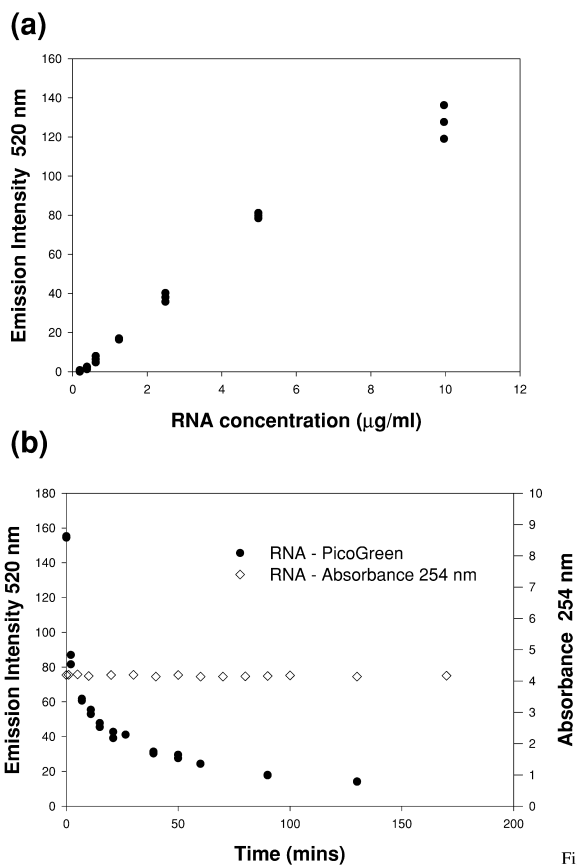 (a)
160
140
120
100
80
60
40
20
0
0 2 4 6 8 10 12
Emission Intensity 520 nm
RNA concentration (μg/ml)
(b)
180
160
140
120
100
80
60
40
20
0
10
9
8
7
6
5
4
3
2
1
0
0 50 100 150 200
Emission Intensity 520 nm
Absorbance 254 nm
RNA - PicoGreen
RNA - Absorbance 254 nm
Time (mins)
Fi